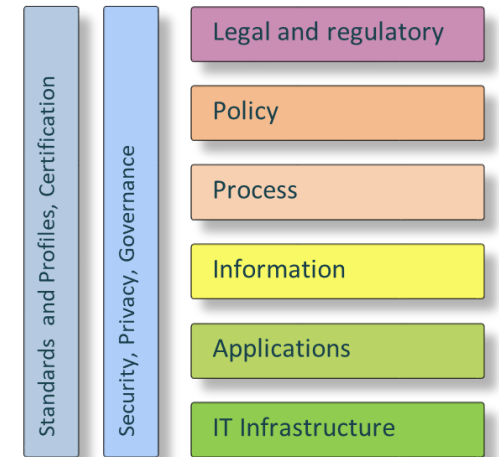 Standards and Profiles, Certification
Security, Privacy, Governance
Legal and regulatory
Policy
Process
Information
Applications
IT Infrastructure